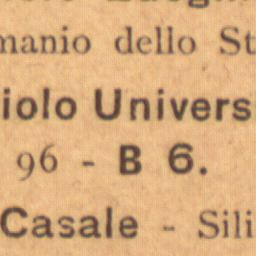 manio dello St
iolo Univers
96 - B 6.
Casale - Sili